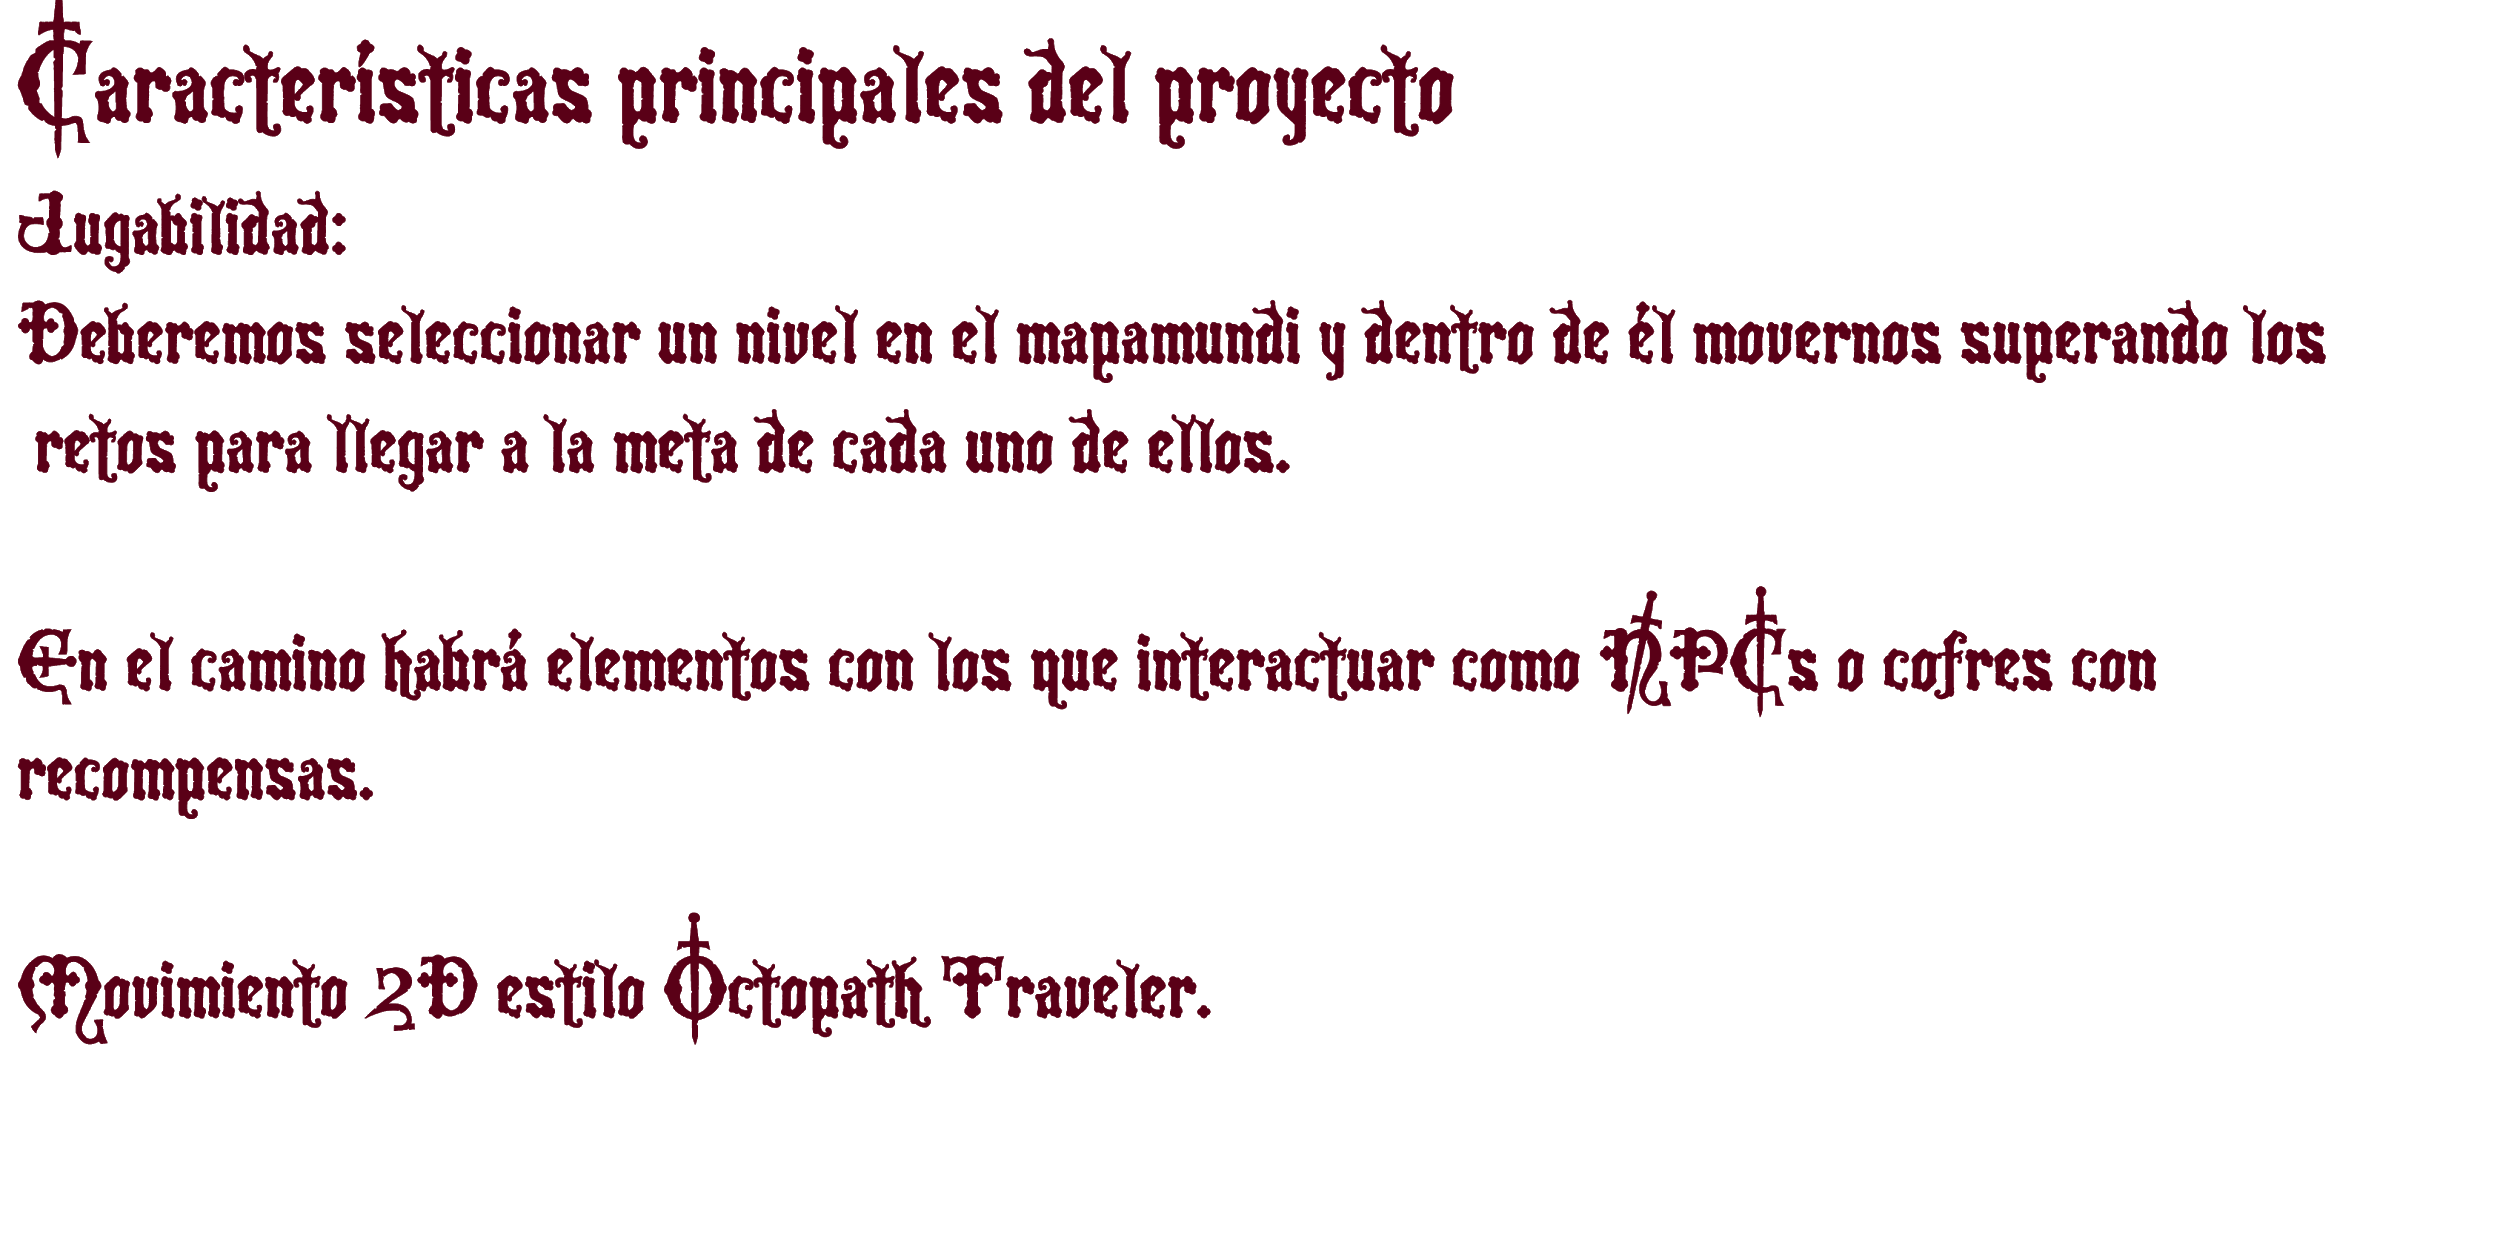 Características principales del proyecto
Jugabilidad:
Deberemos seleccionar un nivel en el mapamundi y dentro de él movernos superando los
retos para llegar a la meta de cada uno de ellos.
En el camino habrá elementos con los que interactuar como NPCs o cofres con
recompensas.
Movimiento 2D estilo Octopath Traveler.